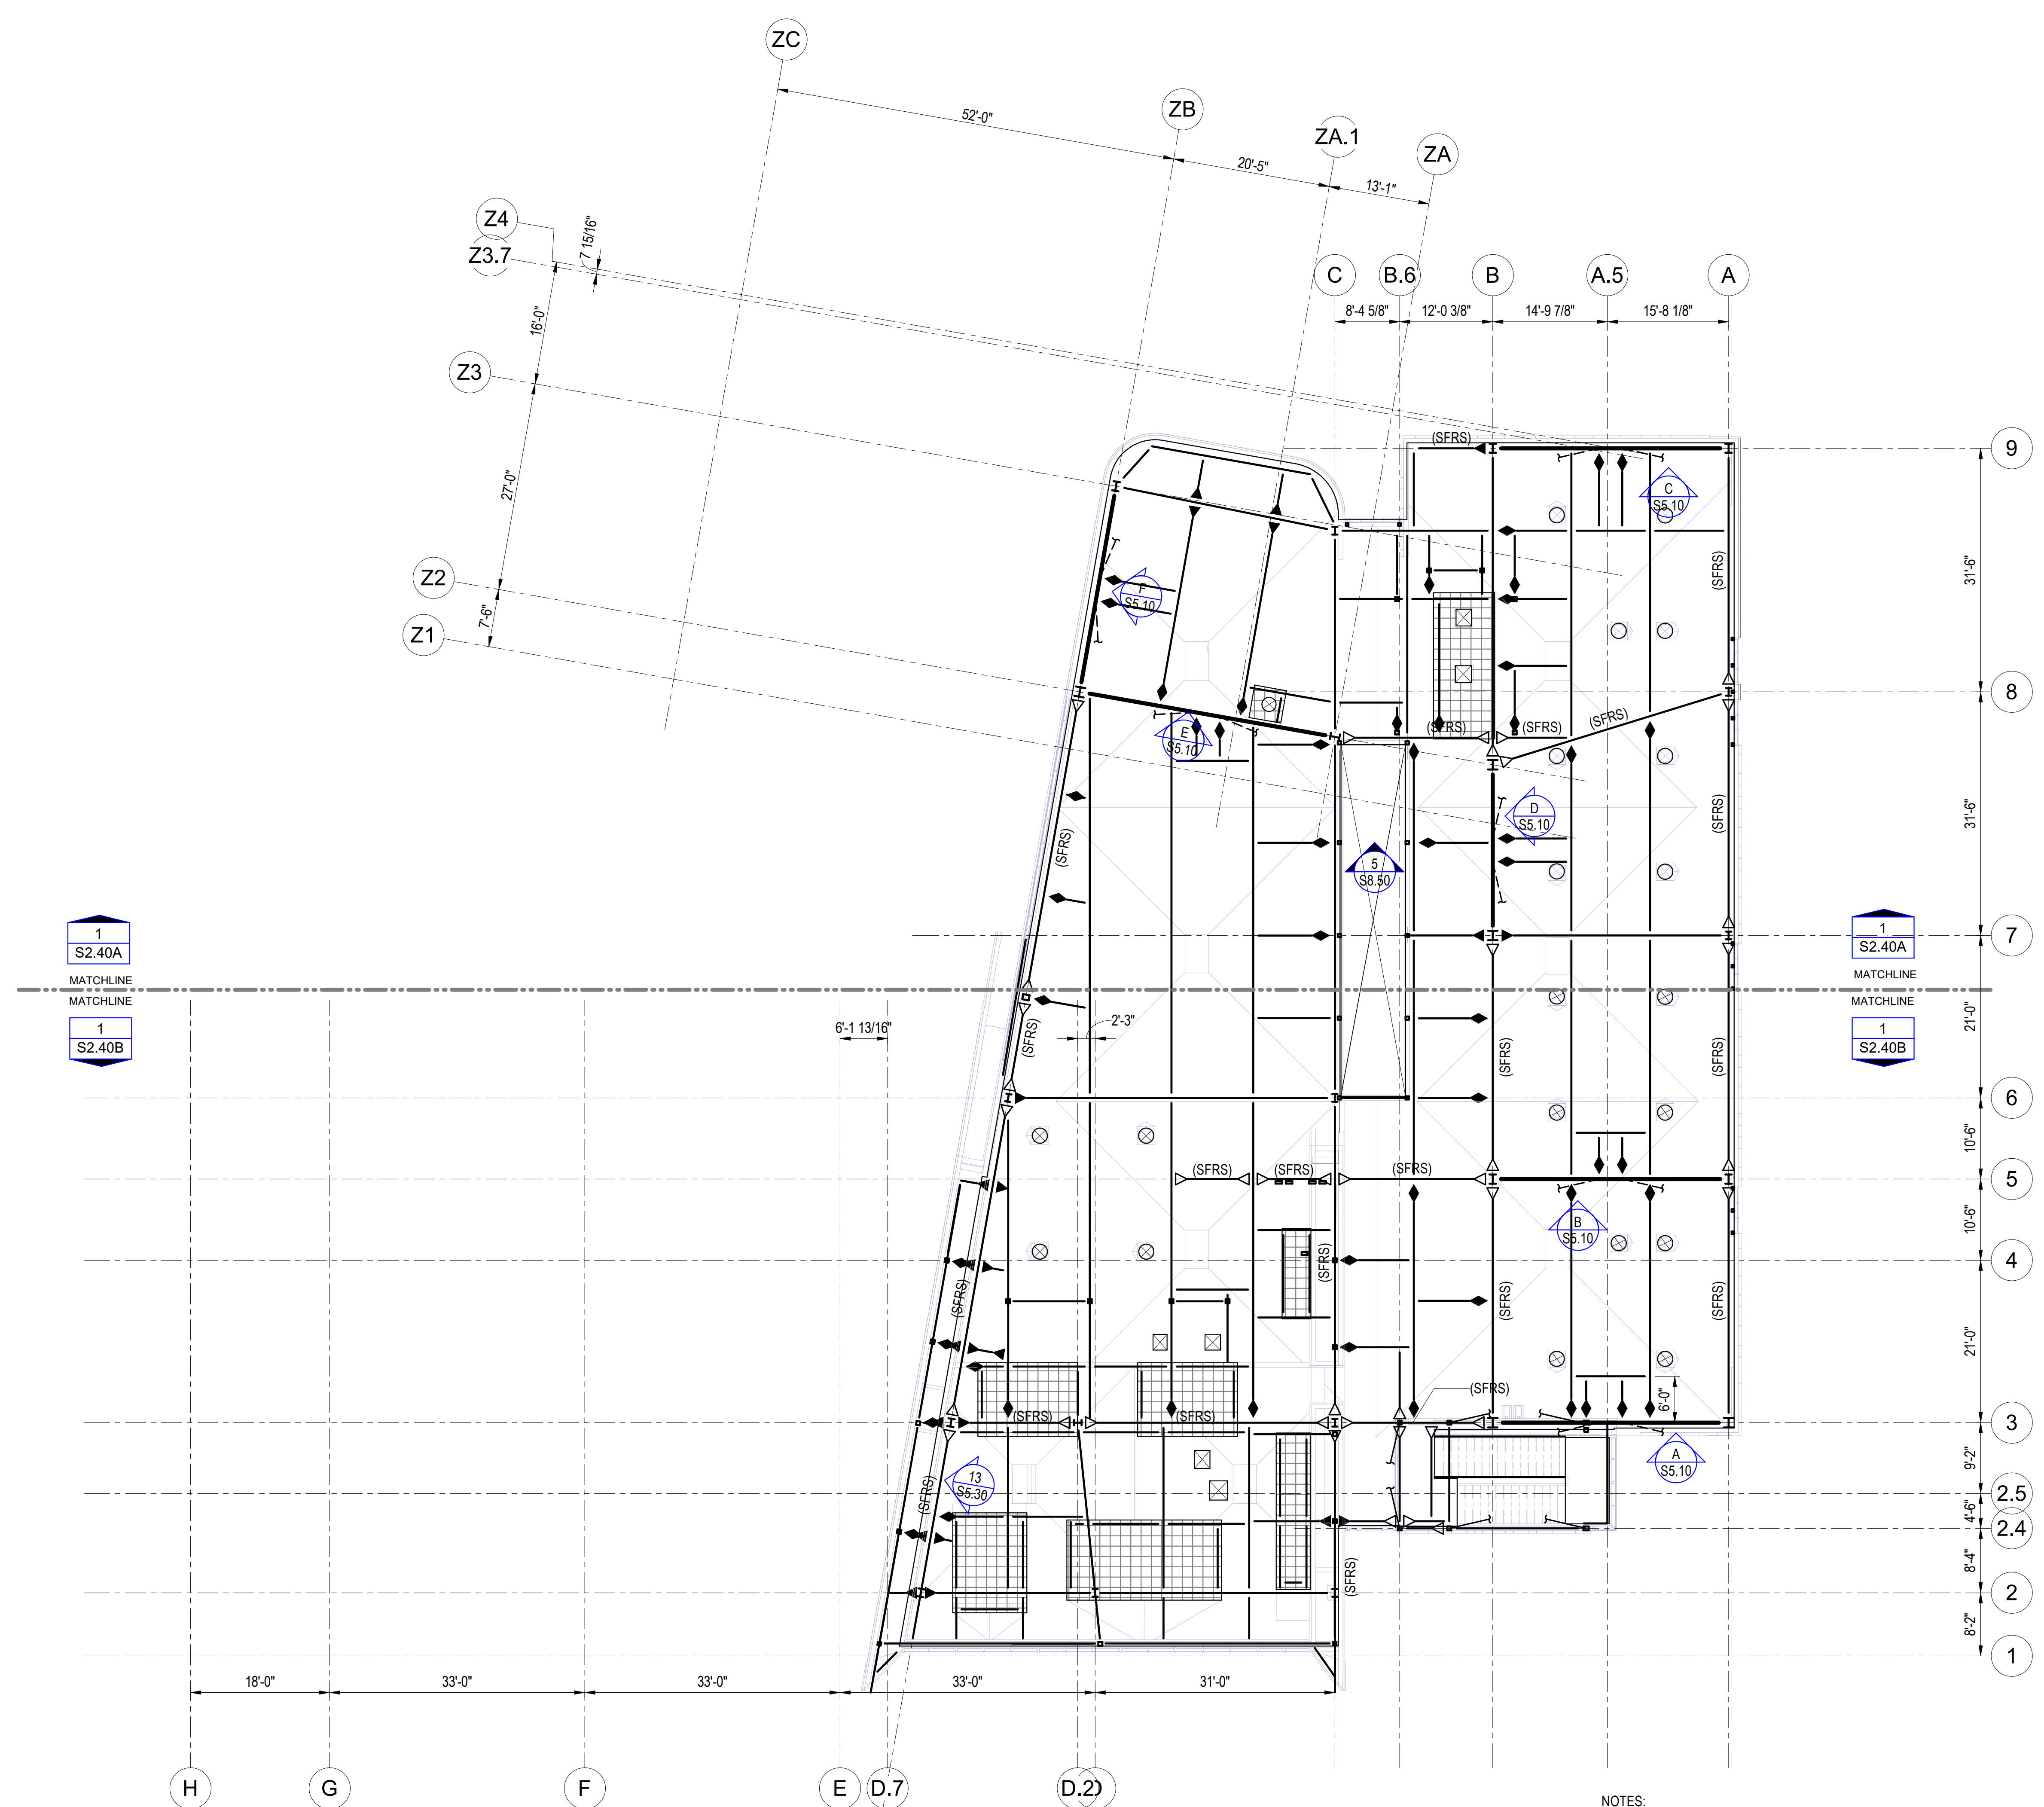 ZC
ZB
52'-0"
ZA.1
20'-5"
ZA
13'-1"
Z4
7 15/16"
Z3.7
C
B.6
B
A.5
A
8'-4 5/8"
12'-0 3/8"
14'-9 7/8"
15'-8 1/8"
16'-0"
Z3
(SFRS)
9
27'-0"
C
S5.10
Z2
(SFRS)
31'-6"
F
S5.10
7'-6"
Z1
8
E
S5.10
(SFRS)
(SFRS)
(SFRS)
D
S5.10
(SFRS)
31'-6"
(SFRS)
5
S8.50
1
S2.40A
1
S2.40A
7
MATCHLINE
MATCHLINE
MATCHLINE
MATCHLINE
1
S2.40B
6'-1 13/16"
2'-3"
(SFRS)
(SFRS)
(SFRS)
1
S2.40B
21'-0"
6
10'-6"
(SFRS)
(SFRS)
(SFRS)
5
B
S5.10
10'-6"
(SFRS)
4
(SFRS)
(SFRS)
(SFRS)
21'-0"
(SFRS)
6'-0"
(SFRS)
(SFRS)
3
A
S5.10
9'-2"
13
S5.30
(SFRS)
2.5
4'-6"
2.4
8'-4"
(SFRS)
2
8'-2"
1
18'-0"
33'-0"
33'-0"
33'-0"
31'-0"
H
G
F
E
D.7
D.2
NOTES: